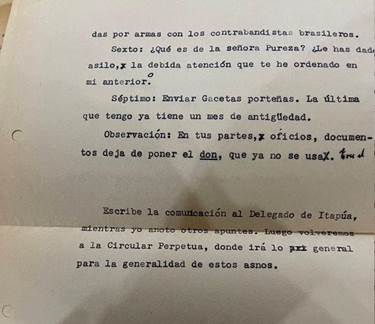 das por armas con los contrabandistas brasileros.
Sexto: ¿Qué es de la señora Pureza? ¿Le has dado
asilo,x la debida atención que te he ordenado en
mi anterior?
Séptimo: Enviar Gacetas porteñas. La última
que tengo ya tiene un mes de antigüedad.
Observación: En tus partes,x oficios, documen-
tos deja de poner el don, que ya no se usaX.
Escribe la comunicación al Delegado de Itapúa,
mientras yo anoto otros apuntes. Luego volveremos
a la Circular Perpetua, donde irá lo general
para la generalidad de estos asnos.